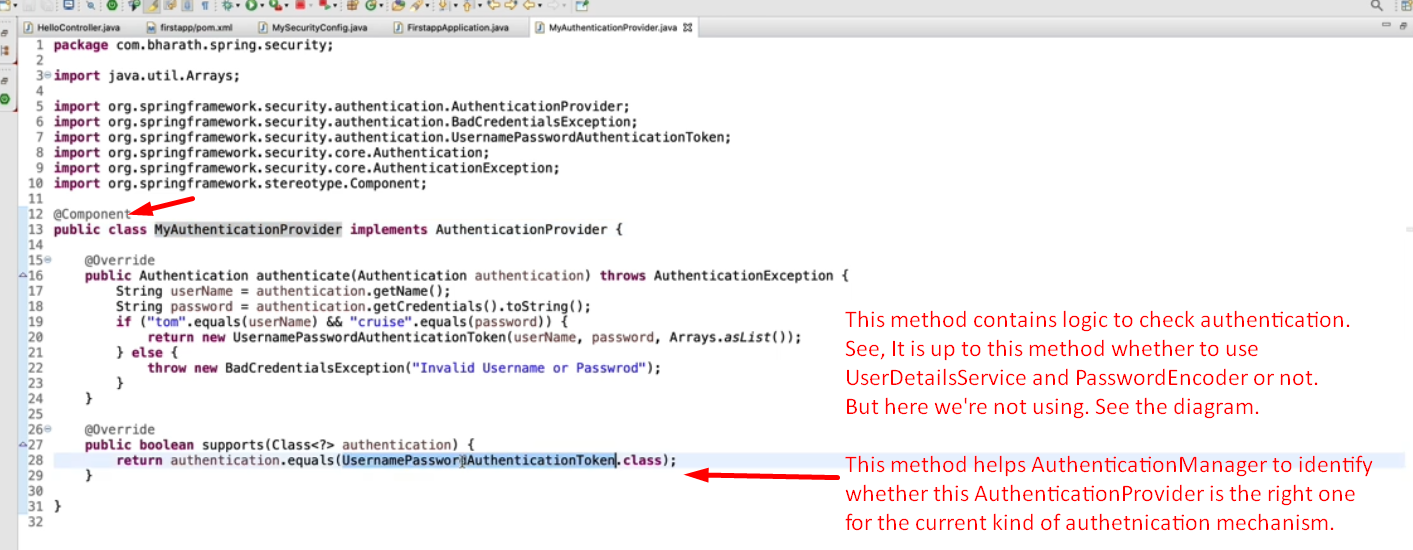 HelloController.java firstapp/pom.xml MySecurityConfig.java FirstappApplication.java MyAuthenticationProvider.java
1 package com.bharath.spring.security;
2
3 import java.util.Arrays;
4
5 import org.springframework.security.authentication.AuthenticationProvider;
6 import org.springframework.security.authentication.BadCredentialsException;
7 import org.springframework.security.authentication.UsernamePasswordAuthenticationToken;
8 import org.springframework.security.core.Authentication;
9 import org.springframework.security.core.AuthenticationException;
10 import org.springframework.stereotype.Component;
11
12 @Component
13 public class MyAuthenticationProvider implements AuthenticationProvider {
14
15 @Override
16 public Authentication authenticate(Authentication authentication) throws AuthenticationException {
17 String userName = authentication.getName();
18 String password = authentication.getCredentials().toString();
19 if ("tom".equals(userName) && "cruise".equals(password)) {
20 return new UsernamePasswordAuthenticationToken(userName, password, Arrays.asList());
21 } else {
22 throw new BadCredentialsException("Invalid Username or Passwrod");
23 }
24 }
25
26 @Override
27 public boolean supports(Class<?> authentication) {
28 return authentication.equals(UsernamePasswordAuthenticationToken.class);
29 }
30
31 }
32
This method contains logic to check authentication.
See, It is up to this method whether to use
UserDetailsService and PasswordEncoder or not.
But here we're not using. See the diagram.
This method helps AuthenticationManager to identify
whether this AuthenticationProvider is the right one
for the current kind of authetnication mechanism.